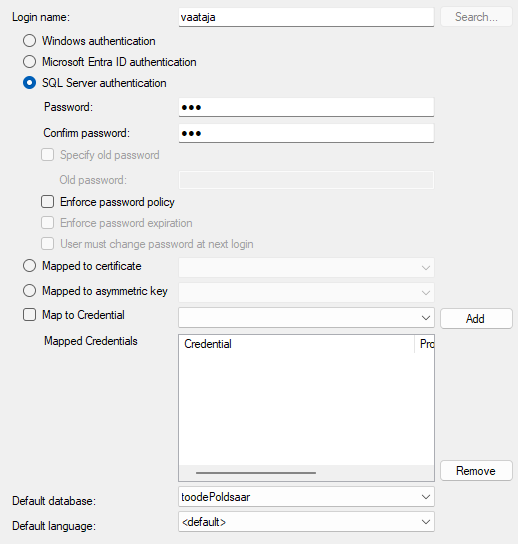 Login name: vaataja Search...
Windows authentication
Microsoft Entra ID authentication
SQL Server authentication
Password: ●●●
Confirm password: ●●●
Specify old password
Old password:
Enforce password policy
Enforce password expiration
User must change password at next login
Mapped to certificate
Mapped to asymmetric key
Map to Credential Add
Mapped Credentials Credential Pro
Remove
Default database: toodePoldsaar
Default language: <default>